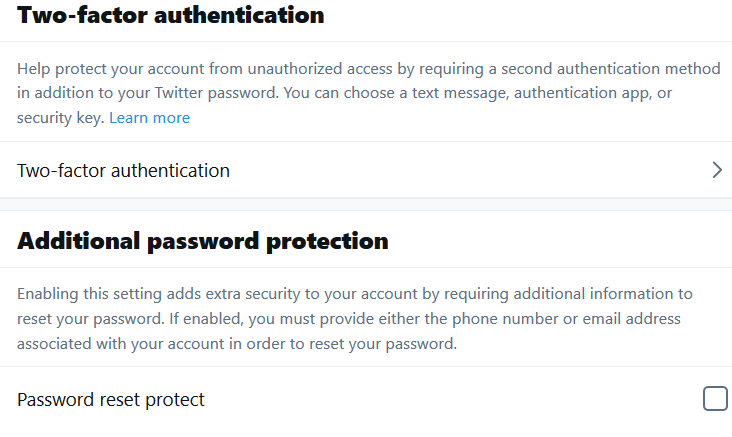 Two-factor authentication
Help protect your account from unauthorized access by requiring a second authentication method
in addition to your Twitter password. You can choose a text message, authentication app, or
security key. Learn more
Two-factor authentication
Additional password protection
Enabling this setting adds extra security to your account by requiring additional information to
reset your password. If enabled, you must provide either the phone number or email address
associated with your account in order to reset your password.
Password reset protect